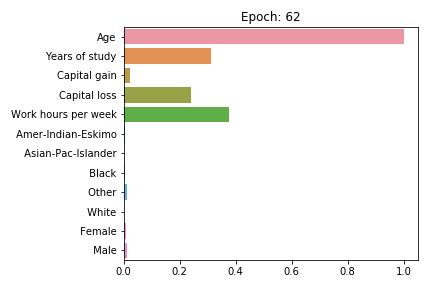 Epoch: 62
Age
Years of study
Capital gain
Capital loss
Work hours per week
Amer-Indian-Eskimo
Asian-Pac-Islander
Black
Other
White
Female
Male
0.0 0.2 0.4 0.6 0.8 1.0